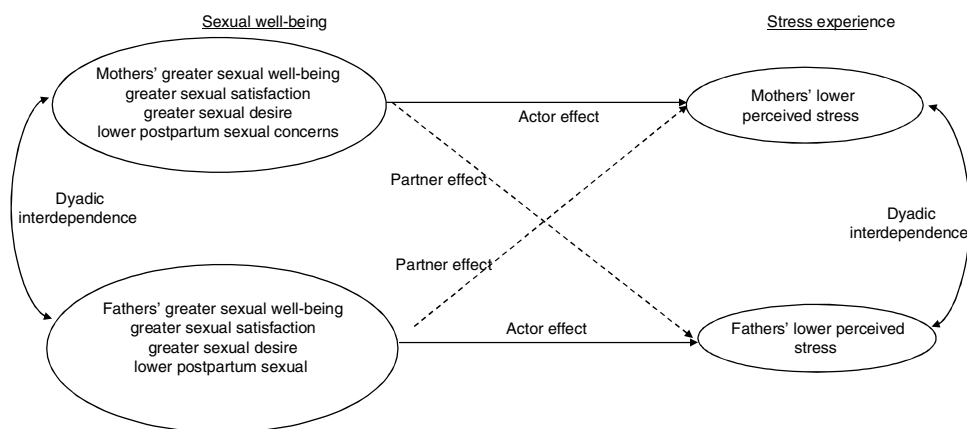 Sexual well-being
Stress experience
Mothers’ greater sexual well-being
greater sexual satisfaction
greater sexual desire
lower postpartum sexual concerns
Mothers’ lower
perceived stress
Actor effect
Partner effect
Dyadic
interdependence
Dyadic
interdependence
Partner effect
Fathers’ greater sexual well-being
greater sexual satisfaction
greater sexual desire
lower postpartum sexual
Actor effect
Fathers’ lower perceived
stress